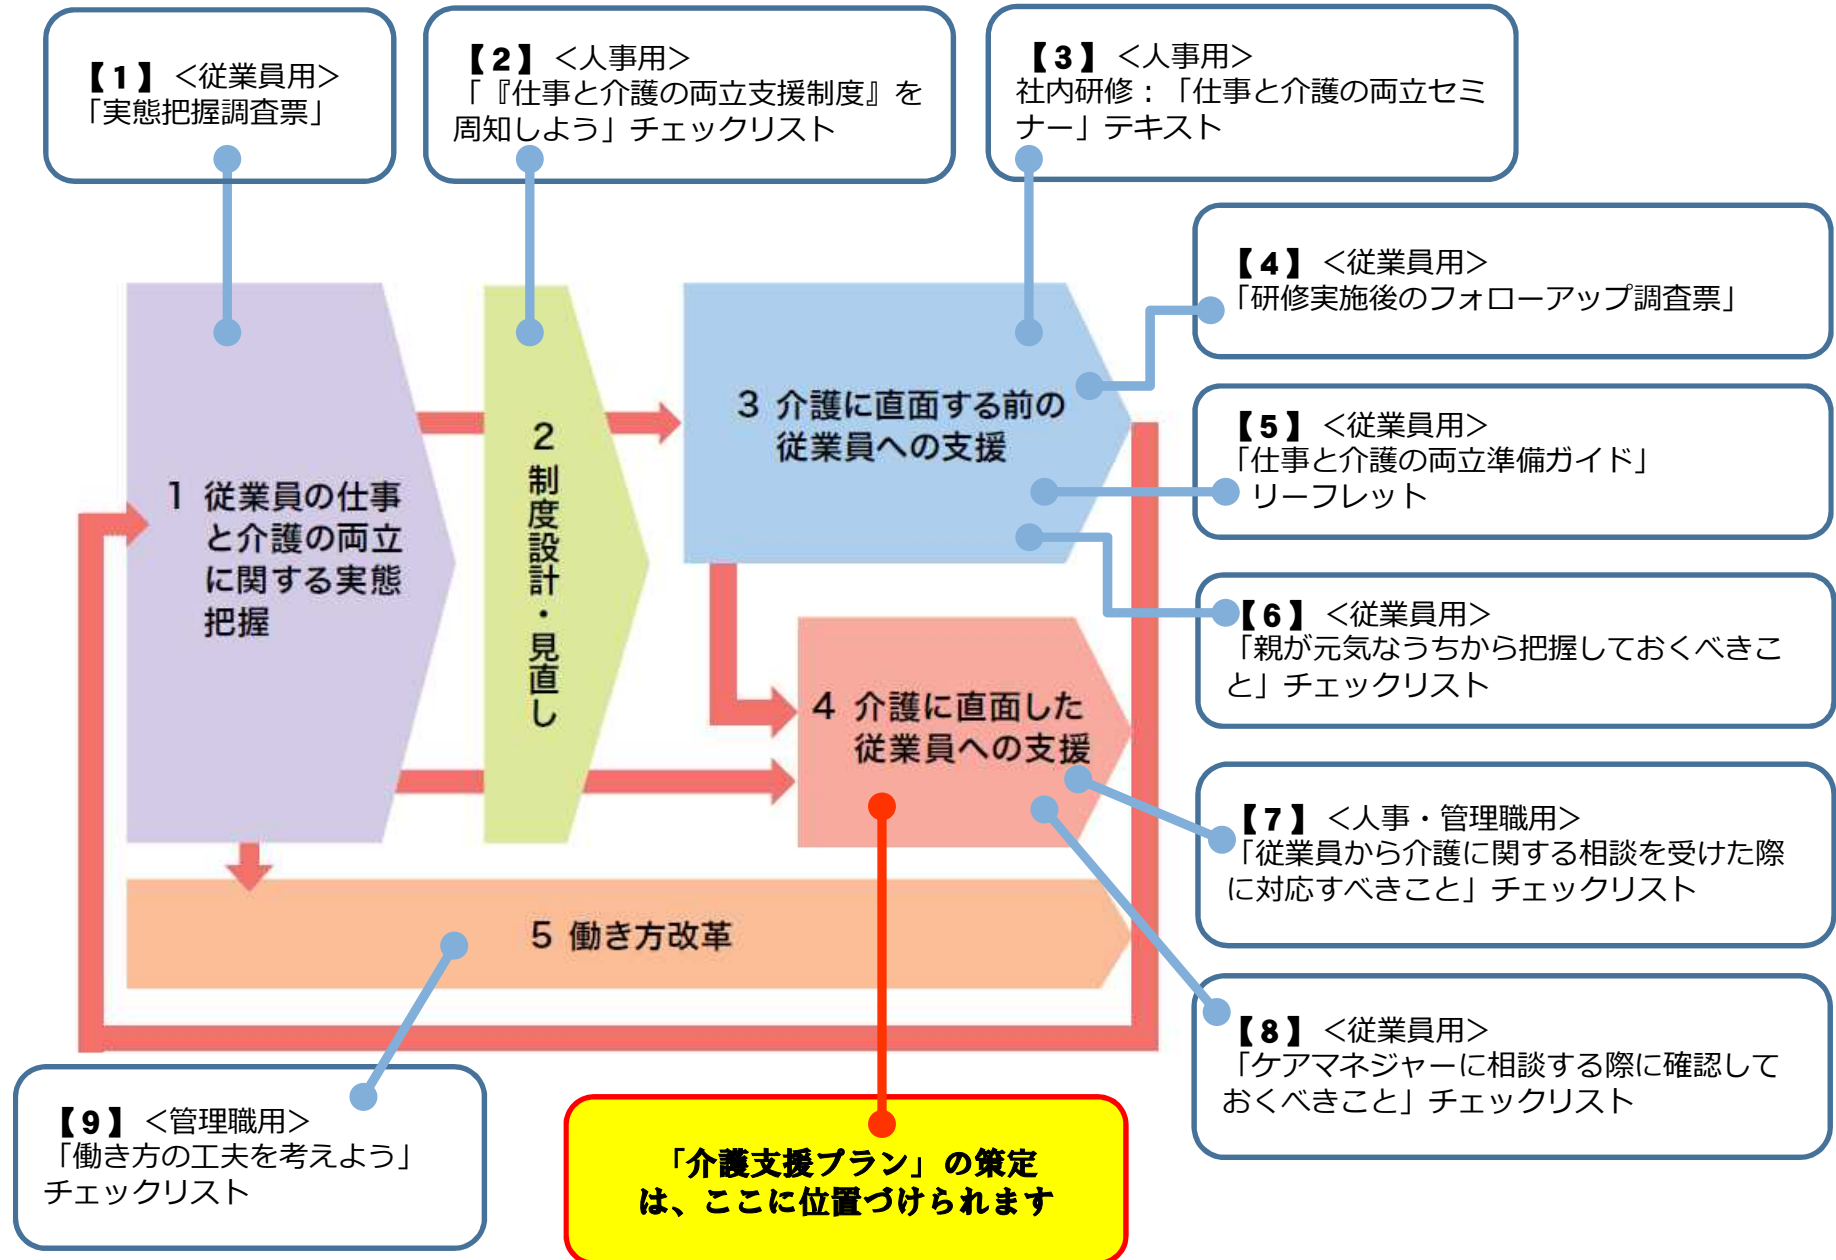 【1】<従業員用>
「実態把握調査票」
【2】<人事用>
「『仕事と介護の両立支援制度』を
周知しよう」チェックリスト
【3】<人事用>
社内研修：「仕事と介護の両立セミ
ナー」テキスト
【4】<従業員用>
「研修実施後のフォローアップ調査票」
【5】<従業員用>
「仕事と介護の両立準備ガイド」
リーフレット
【6】<従業員用>
「親が元気なうちから把握しておくべきこ
と」チェックリスト
【7】<人事・管理職用>
「従業員から介護に関する相談を受けた際
に対応すべきこと」チェックリスト
【8】<従業員用>
「ケアマネジャーに相談する際に確認して
おくべきこと」チェックリスト
1 従業員の仕事
と介護の両立
に関する実態
把握
2 制度設計・見直し
3 介護に直面する前の
従業員への支援
4 介護に直面した
従業員への支援
5 働き方改革
【9】<管理職用>
「働き方の工夫を考えよう」
チェックリスト
「介護支援プラン」の策定
は、ここに位置づけられます